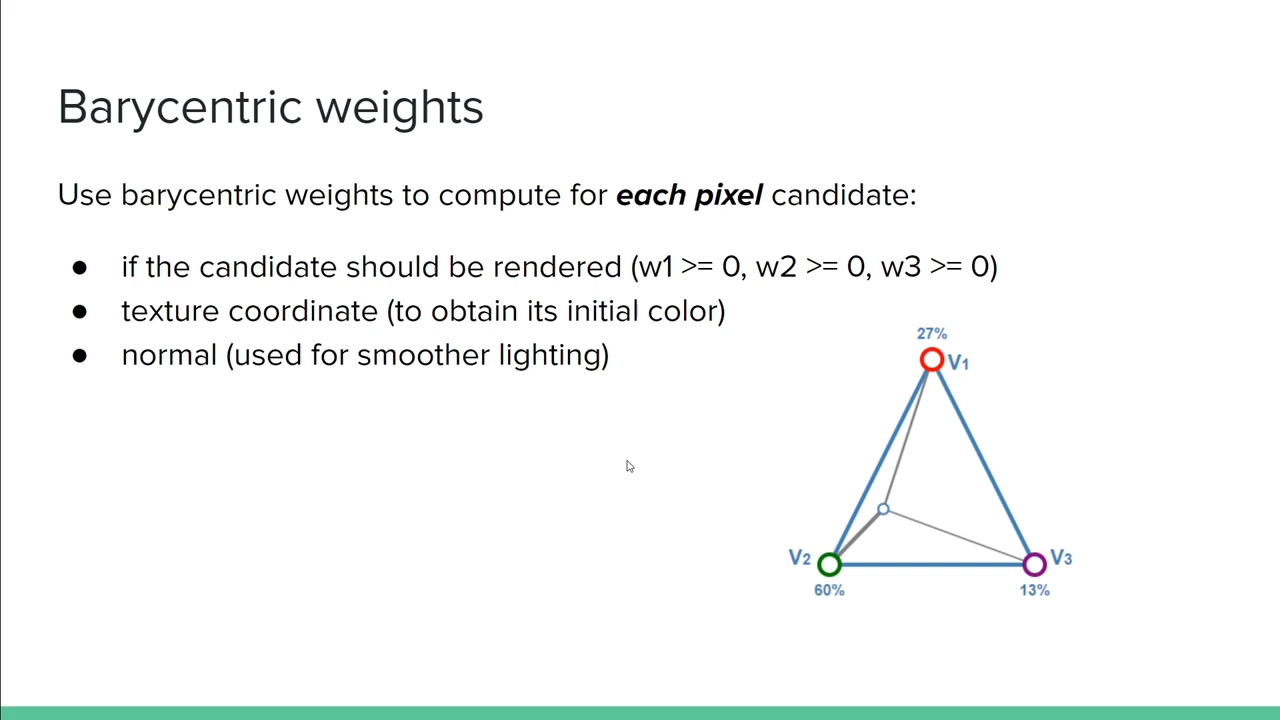 Barycentric weights
Use barycentric weights to compute for each pixel candidate:
● if the candidate should be rendered (w1 >= 0, w2 >= 0, w3 >= 0)
● texture coordinate (to obtain its initial color)
● normal (used for smoother lighting)
27%
V1
V2
V3
60%
13%